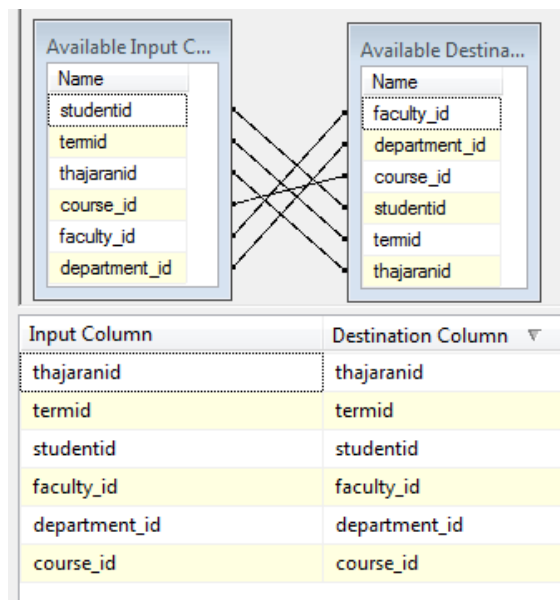 Available Input C...
Name
studentid
termid
thajaranid
course_id
faculty_id
department_id
Available Destina...
Name
faculty_id
department_id
course_id
studentid
termid
thajaranid
Input Column Destination Column
thajaranid thajaranid
termid termid
studentid studentid
faculty_id faculty_id
department_id department_id
course_id course_id